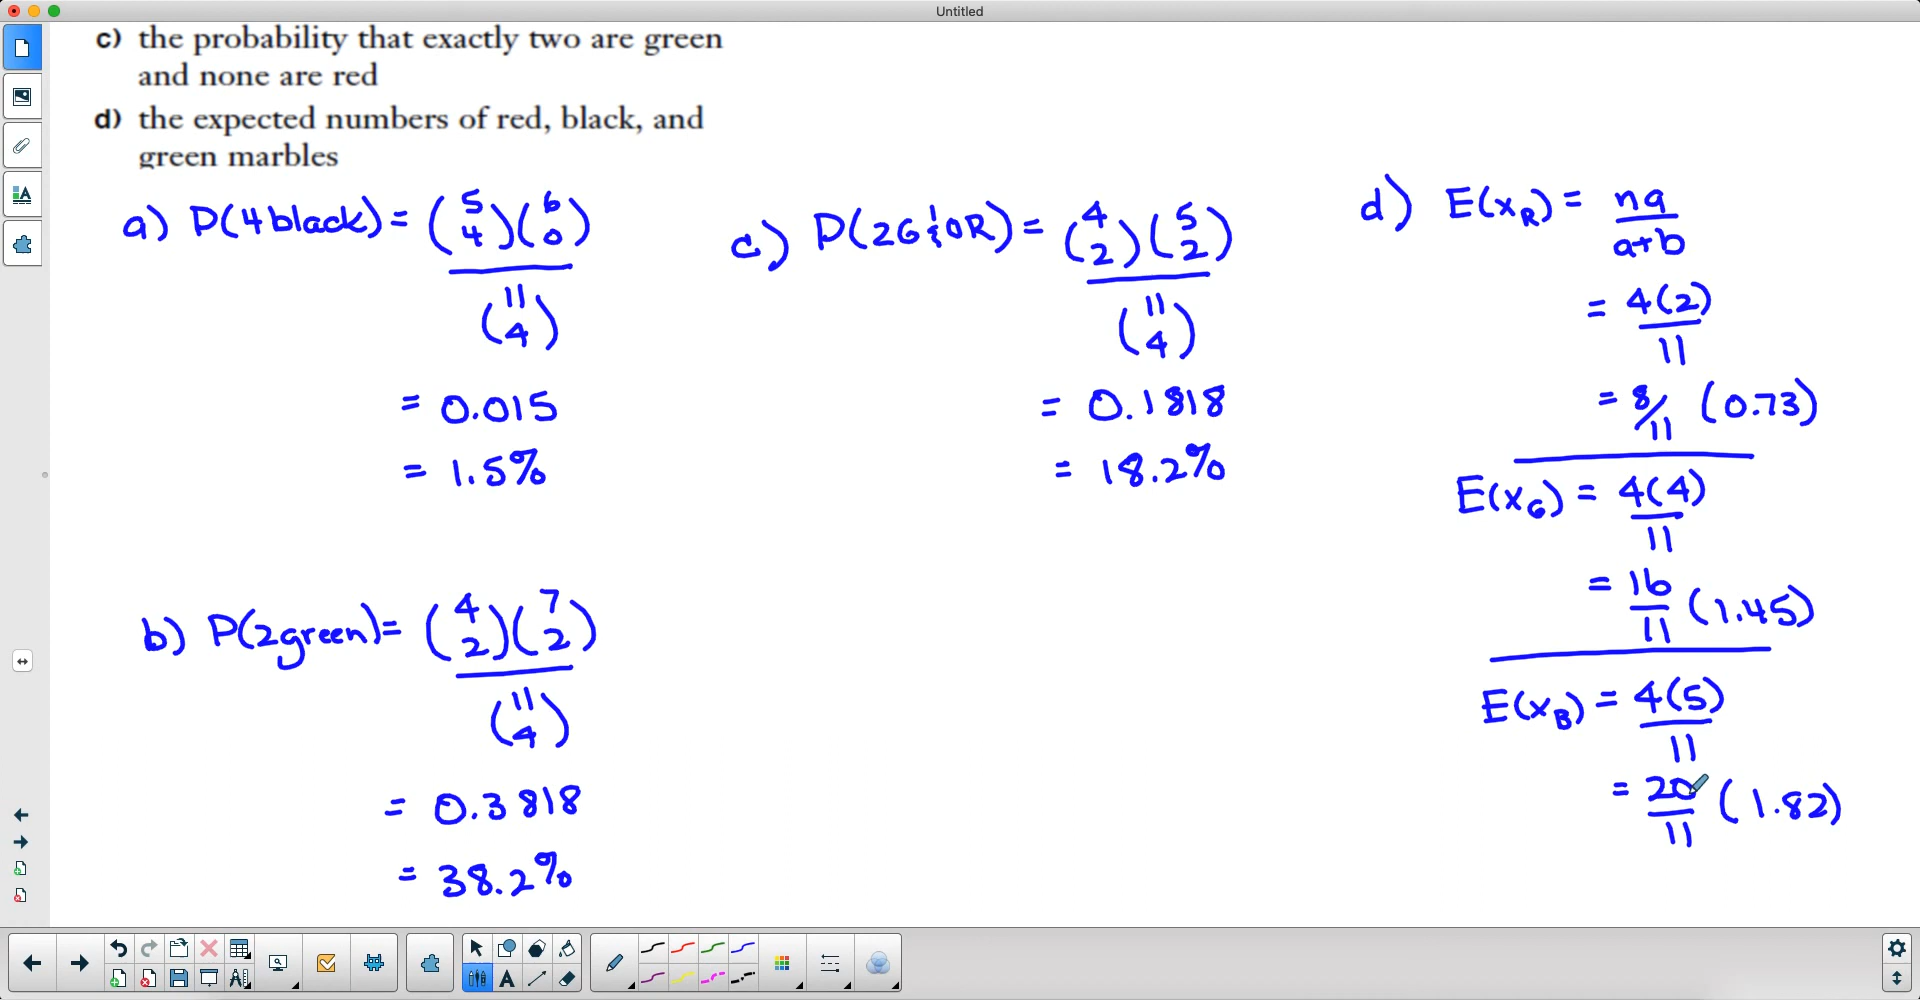 Untitled
c) the probability that exactly two are green
and none are red
d) the expected numbers of red, black, and
green marbles
a) P(4 black) = (5 4)(6 0)
(11 4)
= 0.015
= 1.5%
b) P(2 green) = (4 2)(7 2)
(11 4)
= 0.3818
= 38.2%
c) P(2G & 0R) = (4 2)(5 2)
(11 4)
= 0.1818
= 18.2%
d) E(xR) = na
a+b
= 4(2)
11
= 8/11 (0.73)
E(xG) = 4(4)
11
= 16
11 (1.45)
E(xB) = 4(5)
11
= 20
11 (1.82)